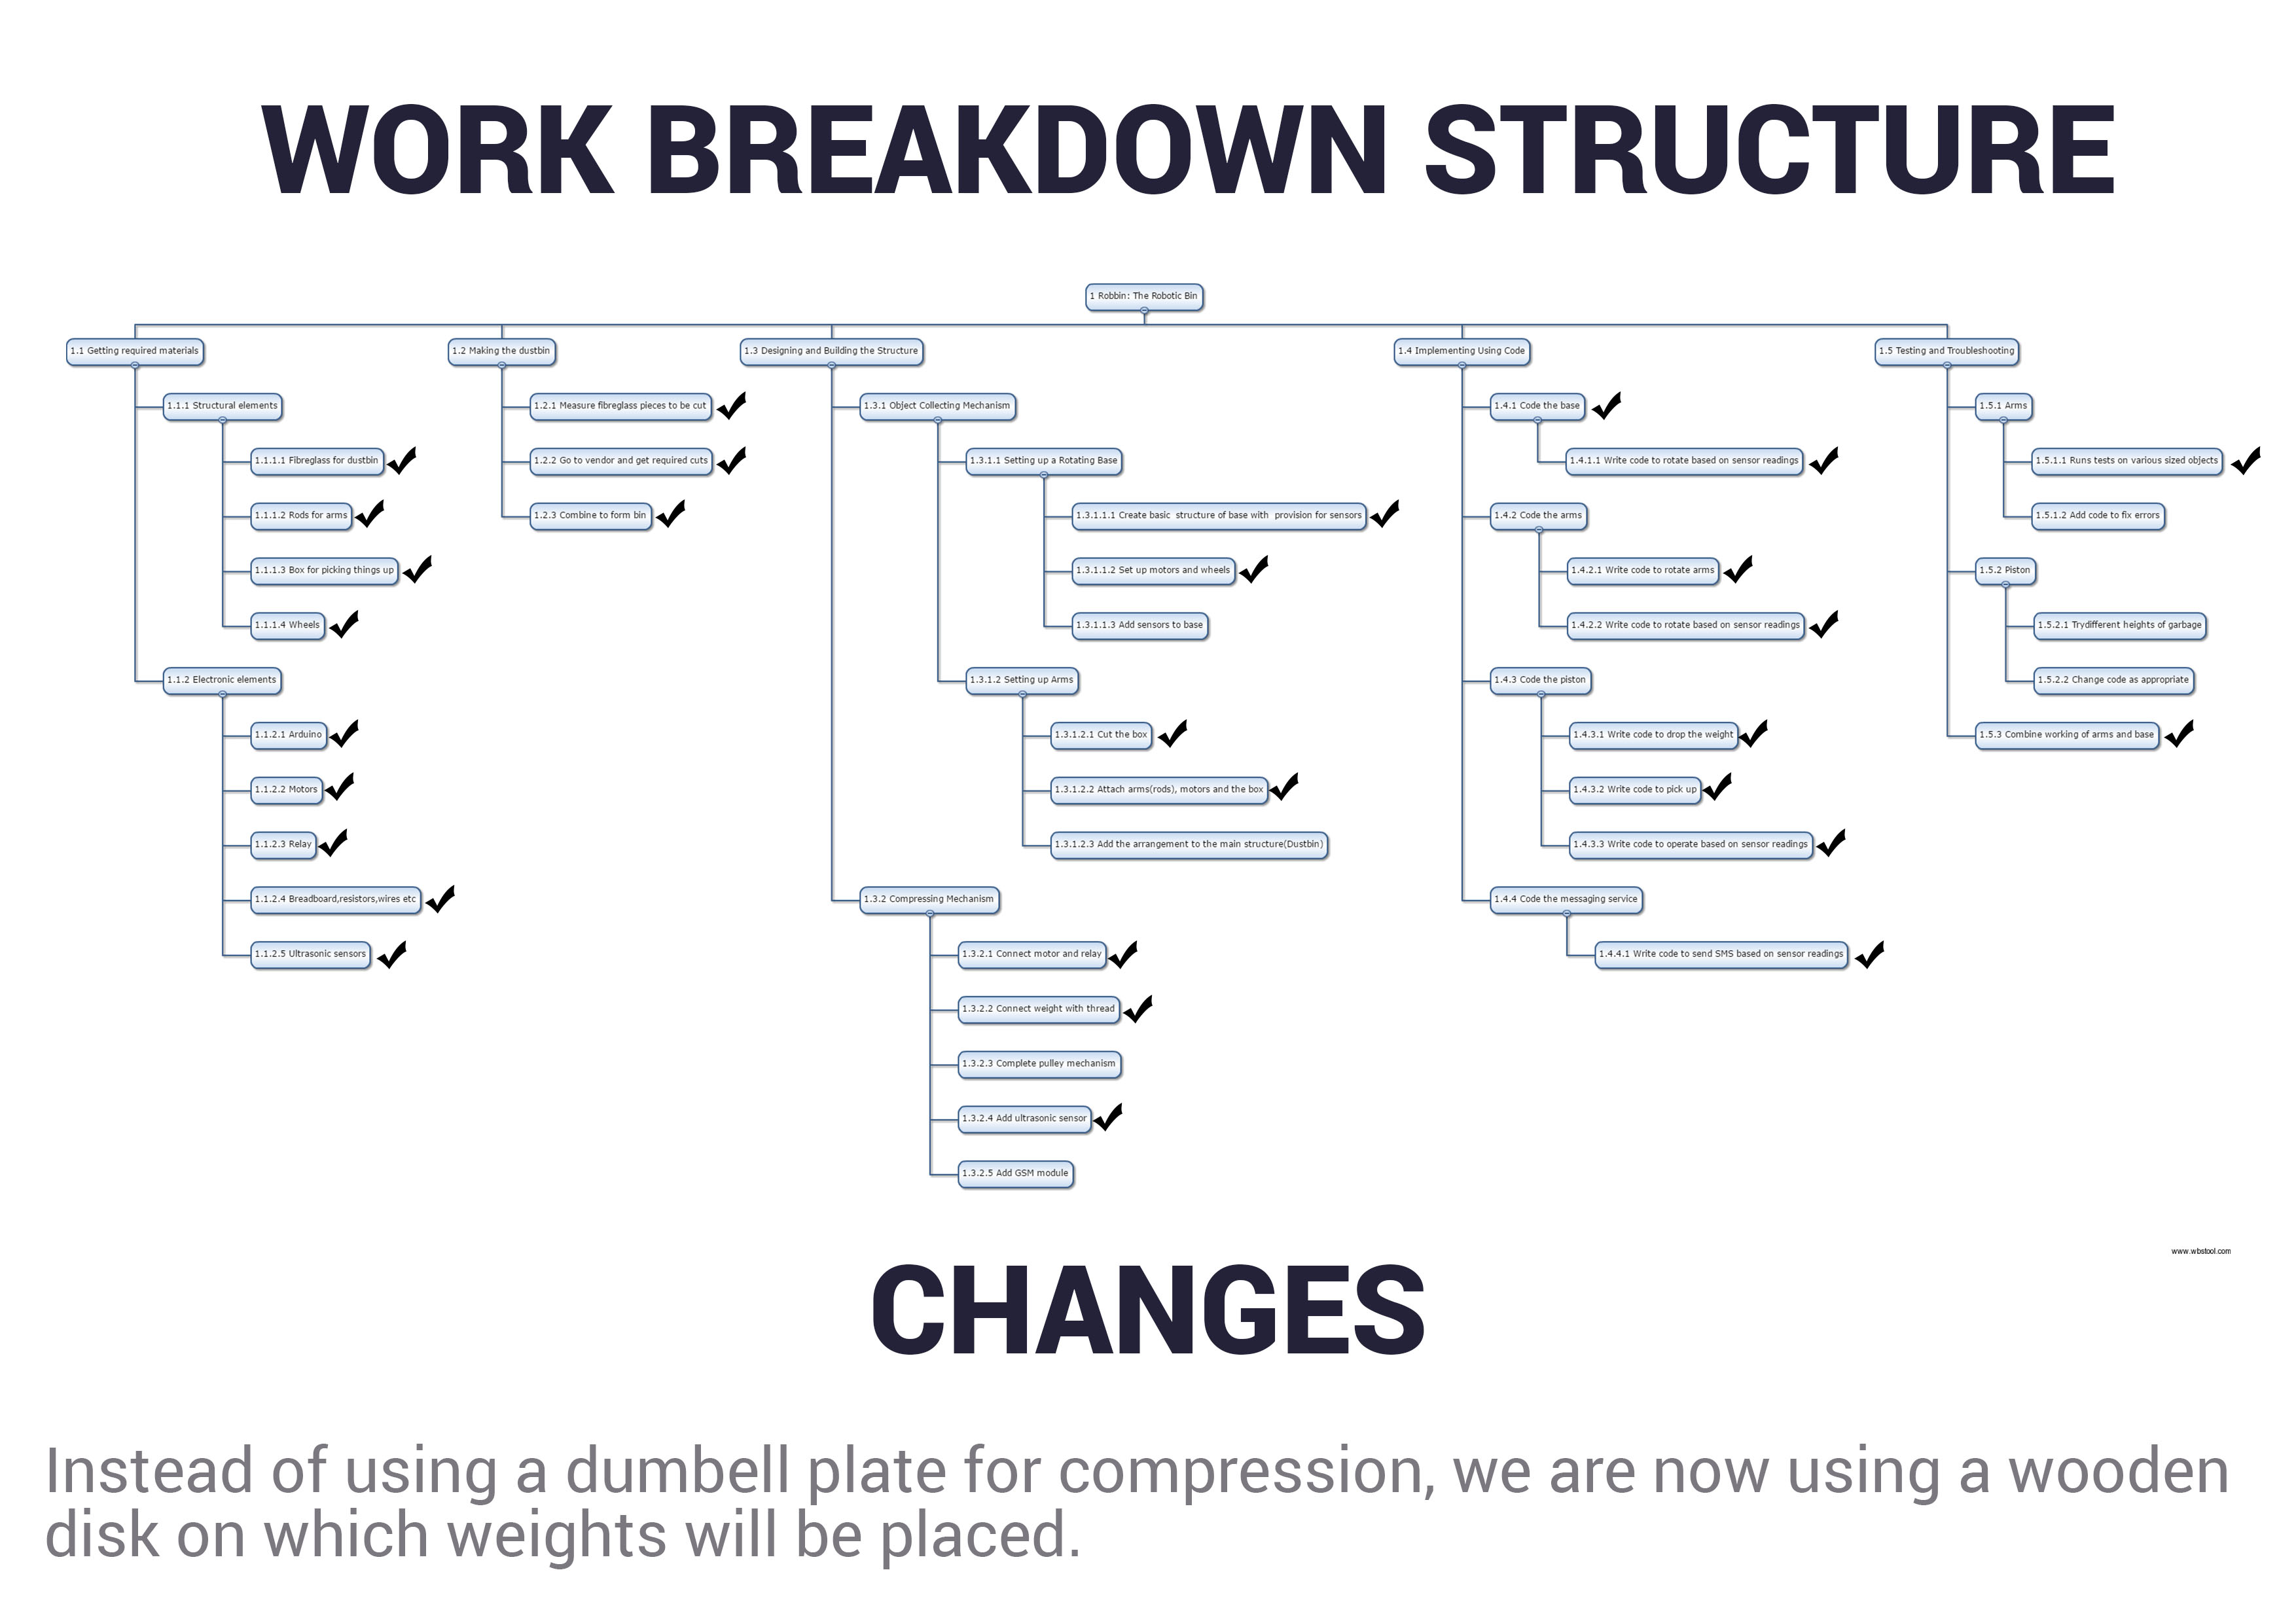 WORK BREAKDOWN STRUCTURE
1 Robbin: The Robotic Bin
1.1 Getting required materials
1.1.1 Structural elements
1.1.1.1 Fibreglass for dustbin
1.1.1.2 Rods for arms
1.1.1.3 Box for picking things up
1.1.1.4 Wheels
1.1.2 Electronic elements
1.1.2.1 Arduino
1.1.2.2 Motors
1.1.2.3 Relay
1.1.2.4 Breadboard,resistors,wires etc
1.1.2.5 Ultrasonic sensors
1.2 Making the dustbin
1.2.1 Measure fibreglass pieces to be cut
1.2.2 Go to vendor and get required cuts
1.2.3 Combine to form bin
1.3 Designing and Building the Structure
1.3.1 Object Collecting Mechanism
1.3.1.1 Setting up a Rotating Base
1.3.1.1.1 Create basic  structure of base with  provision for sensors
1.3.1.1.2 Set up motors and wheels
1.3.1.1.3 Add sensors to base
1.3.1.2 Setting up Arms
1.3.1.2.1 Cut the box
1.3.1.2.2 Attach arms(rods), motors and the box
1.3.1.2.3 Add the arrangement to the main structure(Dustbin)
1.3.2 Compressing Mechanism
1.3.2.1 Connect motor and relay
1.3.2.2 Connect weight with thread
1.3.2.3 Complete pulley mechanism
1.3.2.4 Add ultrasonic sensor
1.3.2.5 Add GSM module
1.4 Implementing Using Code
1.4.1 Code the base
1.4.1.1 Write code to rotate based on sensor readings
1.4.2 Code the arms
1.4.2.1 Write code to rotate arms
1.4.2.2 Write code to rotate based on sensor readings
1.4.3 Code the piston
1.4.3.1 Write code to drop the weight
1.4.3.2 Write code to pick up
1.4.3.3 Write code to operate based on sensor readings
1.4.4 Code the messaging service
1.4.4.1 Write code to send SMS based on sensor readings
1.5 Testing and Troubleshooting
1.5.1 Arms
1.5.1.1 Runs tests on various sized objects
1.5.1.2 Add code to fix errors
1.5.2 Piston
1.5.2.1 Trydifferent heights of garbage
1.5.2.2 Change code as appropriate
1.5.3 Combine working of arms and base
www.wbstool.com
CHANGES
Instead of using a dumbell plate for compression, we are now using a wooden
disk on which weights will be placed.